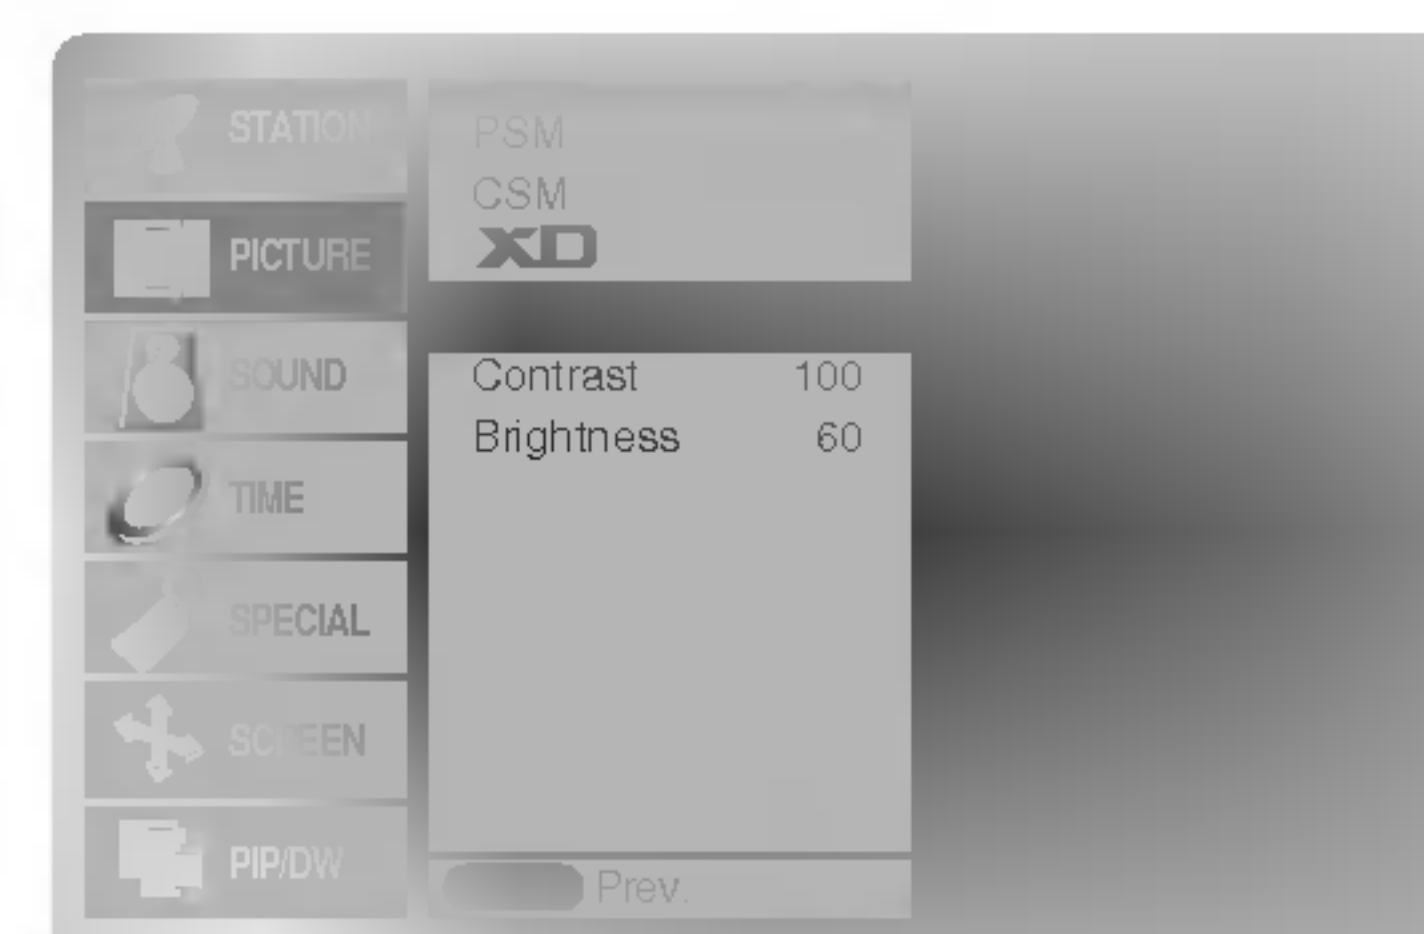 STATION
PICTURE
SOUND
TIME
SPECIAL
SCREEN
PIP/DW
PSM
CSM
XD
Contrast 100
Brightness 60
Prev.